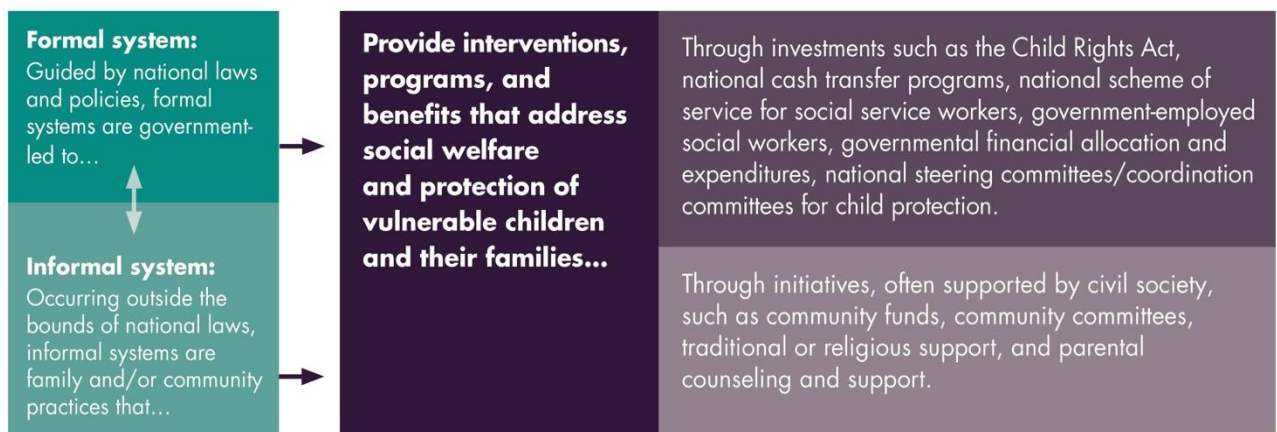 Formal system:
Guided by national laws
and policies, formal
systems are government-
led to…
Informal system:
Occurring outside the
bounds of national laws,
informal systems are
family and/or community
practices that…
Provide interventions,
programs, and
benefits that address
social welfare
and protection of
vulnerable children
and their families…
Through investments such as the Child Rights Act,
national cash transfer programs, national scheme of
service for social service workers, government-employed
social workers, governmental financial allocation and
expenditures, national steering committees/coordination
committees for child protection.
Through initiatives, often supported by civil society,
such as community funds, community committees,
traditional or religious support, and parental
counseling and support.